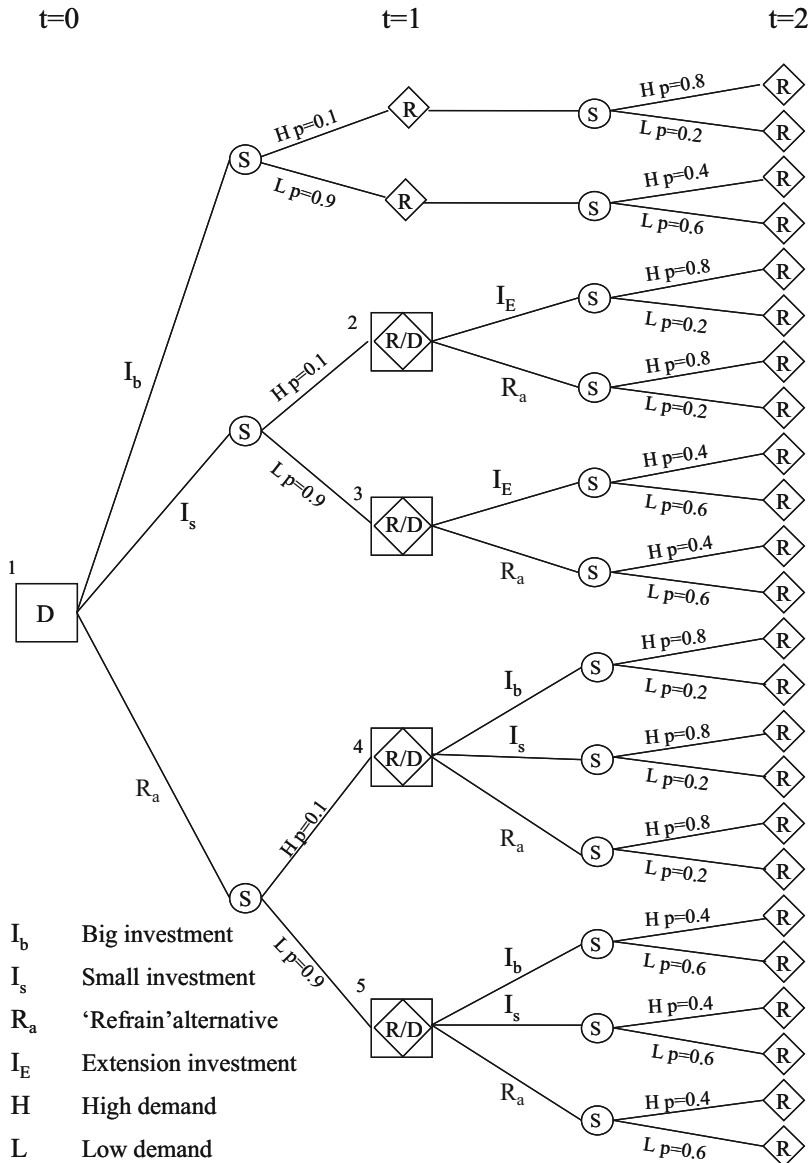 t=0 t=1 t=2
H p=0.8 R
H p=0.1 R S
L p=0.2 R
S
H p=0.4 R
L p=0.9 R S
L p=0.6 R
H p=0.8 R
I_E S
L p=0.2 R
2 R/D
H p=0.8 R
R_a S
L p=0.2 R
I_b
H p=0.1
S
H p=0.4 R
I_E S
L p=0.6 R
L p=0.9
3 R/D
I_s
H p=0.4 R
R_a S
L p=0.6 R
1
D
H p=0.8 R
I_b S
L p=0.2 R
H p=0.8 R
4 R/D I_s S
L p=0.2 R
R_a
H p=0.1
H p=0.8 R
R_a S
L p=0.2 R
S
H p=0.4 R
I_b S
L p=0.6 R
L p=0.9
H p=0.4 R
5 R/D I_s S
L p=0.6 R
H p=0.4 R
R_a S
L p=0.6 R
I_b Big investment
I_s Small investment
R_a ‘Refrain’alternative
I_E Extension investment
H High demand
L Low demand